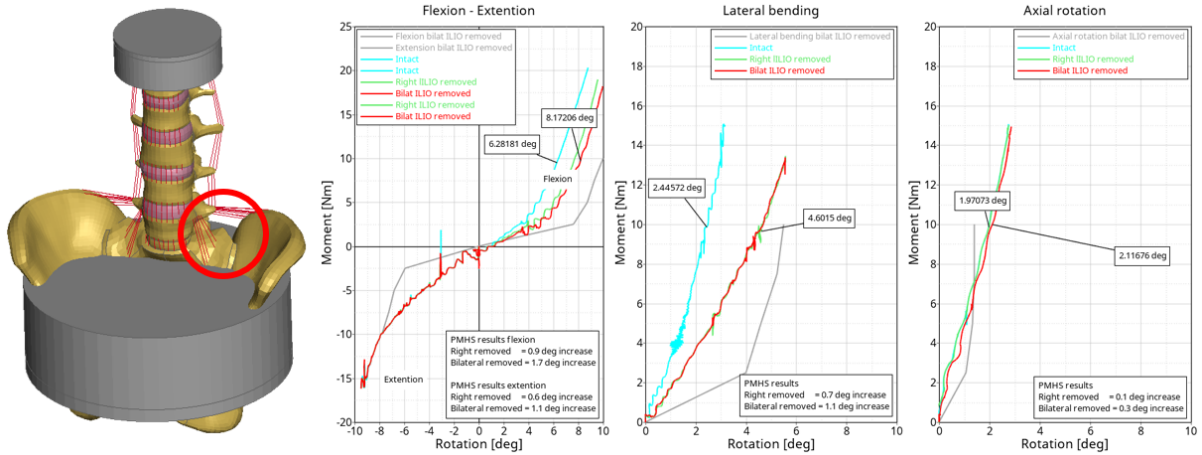 Flexion - Extention
Moment [Nm]
25
20
15
10
5
0
-5
-10
-15
-20
Flexion bilat ILIO removed
Extension bilat ILIO removed
Intact
Intact
Right ILIO removed
Bilat ILIO removed
Right ILIO removed
Bilat ILIO removed
8.17206 deg
6.28181 deg
Flexion
Extention
PMHS results flexion
Right removed = 0.9 deg increase
Bilateral removed = 1.7 deg increase
PMHS results extention
Right removed = 0.6 deg increase
Bilateral removed = 1.1 deg increase
-10 -8 -6 -4 -2 0 2 4 6 8 10
Rotation [deg]
Lateral bending
Moment [Nm]
20
18
16
14
12
10
8
6
4
2
0
Lateral bending bilat ILIO removed
Intact
Right lLIO removed
Bilat ILIO removed
2.44572 deg
4.6015 deg
PMHS results
Right removed = 0.7 deg increase
Bilateral removed = 1.1 deg increase
0 2 4 6 8 10
Rotation [deg]
Axial rotation
Moment [Nm]
20
18
16
14
12
10
8
6
4
2
0
Axial rotation bilat ILIO removed
Intact
Right lLIO removed
Bilat ILIO removed
1.97073 deg
2.11676 deg
PMHS results
Right removed = 0.1 deg increase
Bilateral removed = 0.3 deg increase
0 2 4 6 8 10
Rotation [deg]